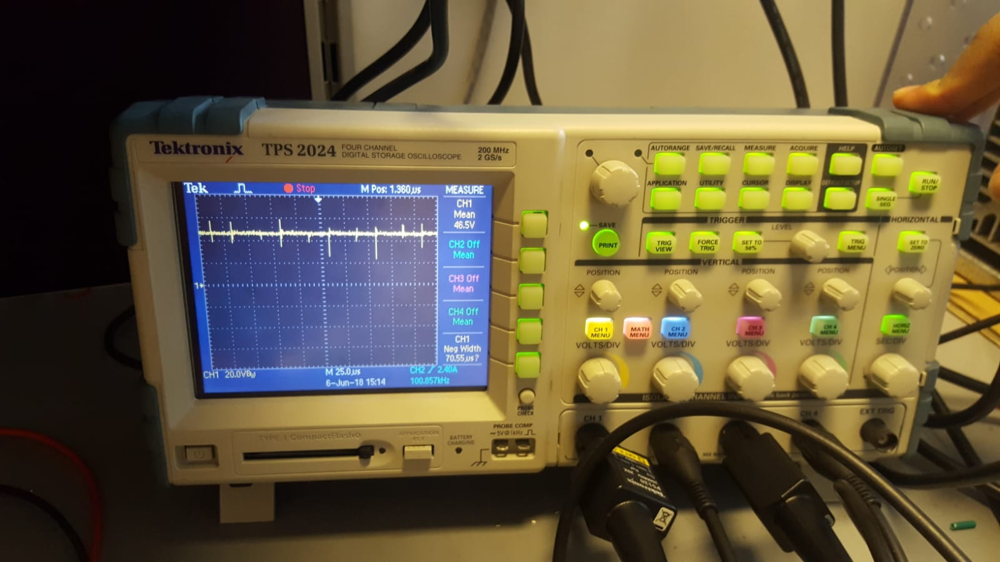 Tektronix TPS 2024 FOUR CHANNEL
DIGITAL STORAGE OSCILLOSCOPE
200 MHz
2 GS/s
Tek Stop M Pos: 1.360µs MEASURE
CH1
Mean
46.5V
CH2 Off
Mean
CH3 Off
Mean
CH4 Off
Mean
CH1
Neg Width
70.55µs?
1+
CH1 20.0VBW M 25.0µs CH2 / 2.40A
6-Jun-18 15:14 100.857kHz
AUTORANGE SAVE/RECALL MEASURE ACQUIRE HELP AUTOSET
APPLICATION UTILITY CURSOR DISPLAY DEFAULT SETUP
RUN/
STOP
SINGLE
SEQ
SAVE
PRINT
TRIGGER
LEVEL
TRIG
VIEW
FORCE
TRIG
SET TO
50%
TRIG
MENU
HORIZONTAL
SET TO
ZERO
VERTICAL
POSITION POSITION POSITION POSITION POSITION
CH 1
MENU
MATH
MENU
CH 2
MENU
CH 3
MENU
CH 4
MENU
HORIZ
MENU
VOLTS/DIV VOLTS/DIV VOLTS/DIV VOLTS/DIV SEC/DIV
PROBE
CHECK
CH 1 CH 4 EXT TRIG
TYPE I CompactFlash
APPLICATION
KEY
BATTERY
CHARGING
PROBE COMP
~5V@1kHz
Tektronix
P5120 20X